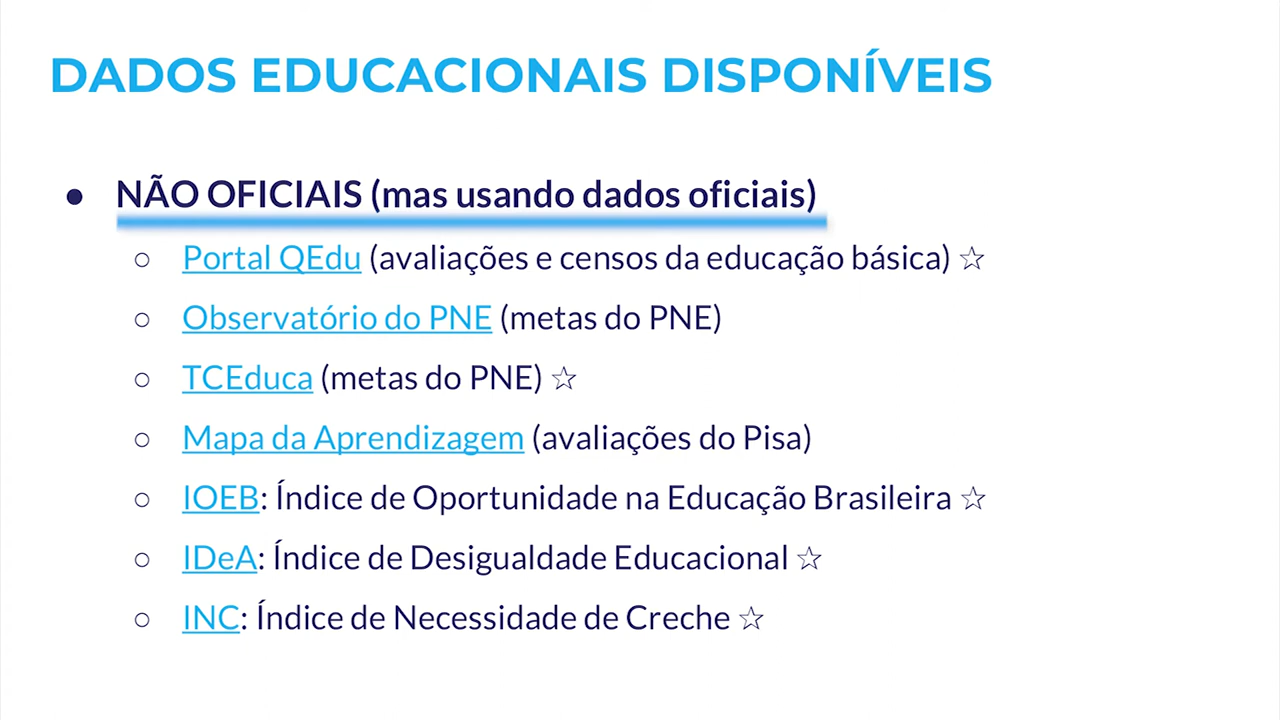 DADOS EDUCACIONAIS DISPONÍVEIS
● NÃO OFICIAIS (mas usando dados oficiais)
○ Portal QEdu (avaliações e censos da educação básica) ☆
○ Observatório do PNE (metas do PNE)
○ TCEduca (metas do PNE) ☆
○ Mapa da Aprendizagem (avaliações do Pisa)
○ IOEB: Índice de Oportunidade na Educação Brasileira ☆
○ IDeA: Índice de Desigualdade Educacional ☆
○ INC: Índice de Necessidade de Creche ☆